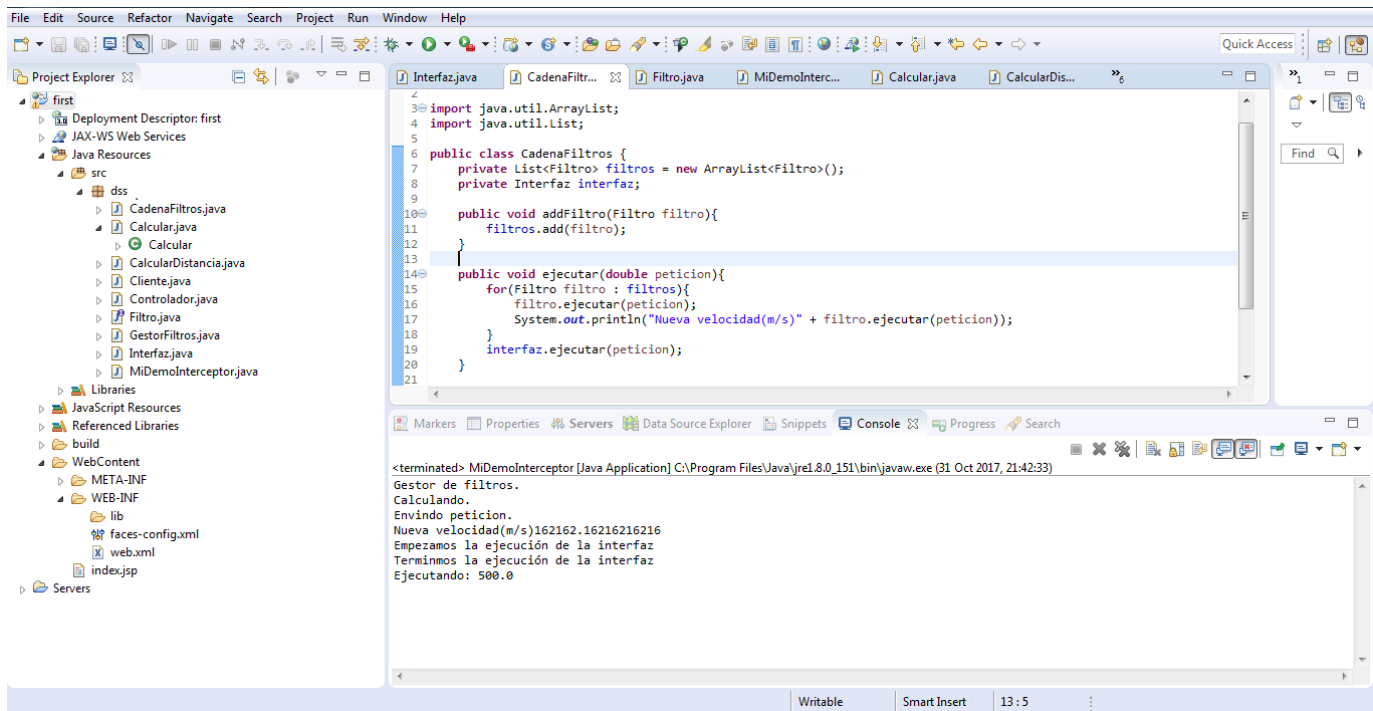 File Edit Source Refactor Navigate Search Project Run Window Help
Quick Access
Project Explorer
first
Deployment Descriptor: first
JAX-WS Web Services
Java Resources
src
dss
CadenaFiltros.java
Calcular.java
Calcular
CalcularDistancia.java
Cliente.java
Controlador.java
Filtro.java
GestorFiltros.java
Interfaz.java
MiDemoInterceptor.java
Libraries
JavaScript Resources
Referenced Libraries
build
WebContent
META-INF
WEB-INF
lib
faces-config.xml
web.xml
index.jsp
Servers
Interfaz.java CadenaFiltr... Filtro.java MiDemoInterc... Calcular.java CalcularDis... »6
2
3 import java.util.ArrayList;
4 import java.util.List;
5
6 public class CadenaFiltros {
7 private List<Filtro> filtros = new ArrayList<Filtro>();
8 private Interfaz interfaz;
9
10 public void addFiltro(Filtro filtro){
11 filtros.add(filtro);
12 }
13
14 public void ejecutar(double peticion){
15 for(Filtro filtro : filtros){
16 filtro.ejecutar(peticion);
17 System.out.println("Nueva velocidad(m/s)" + filtro.ejecutar(peticion));
18 }
19 interfaz.ejecutar(peticion);
20 }
21
»1
Find
Markers Properties Servers Data Source Explorer Snippets Console Progress Search
<terminated> MiDemoInterceptor [Java Application] C:\Program Files\Java\jre1.8.0_151\bin\javaw.exe (31 Oct 2017, 21:42:33)
Gestor de filtros.
Calculando.
Envindo peticion.
Nueva velocidad(m/s)162162.16216216216
Empezamos la ejecución de la interfaz
Terminmos la ejecución de la interfaz
Ejecutando: 500.0
Writable Smart Insert 13 : 5